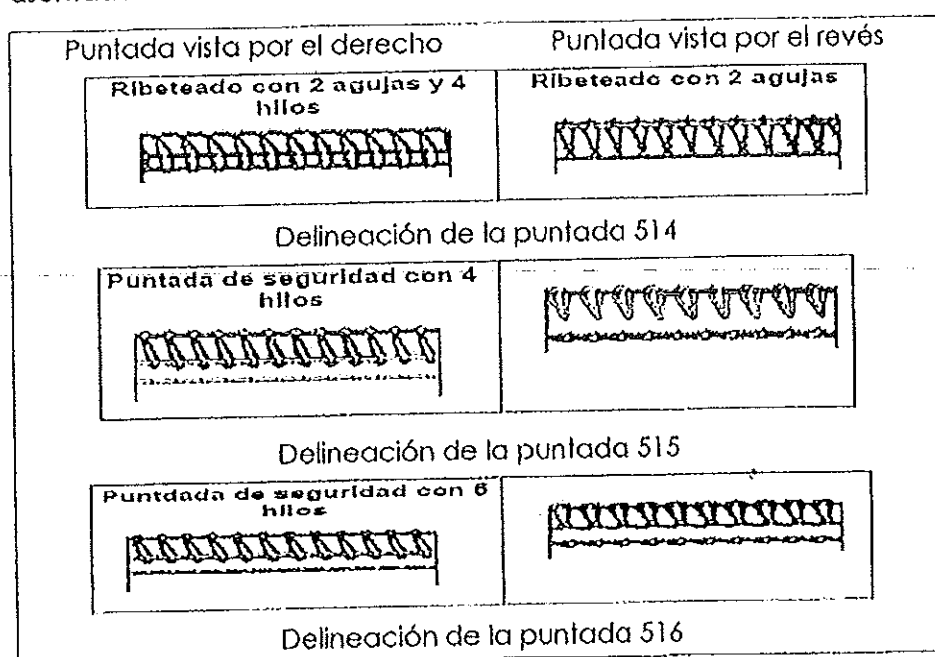 Puntada vista por el derecho
Puntada vista por el revés
Ribeteado con 2 agujas y 4
hilos
Ribeteado con 2 agujas
Delineación de la puntada 514
Puntada de seguridad con 4
hilos
Delineación de la puntada 515
Puntdada de seguridad con 6
hilos
Delineación de la puntada 516